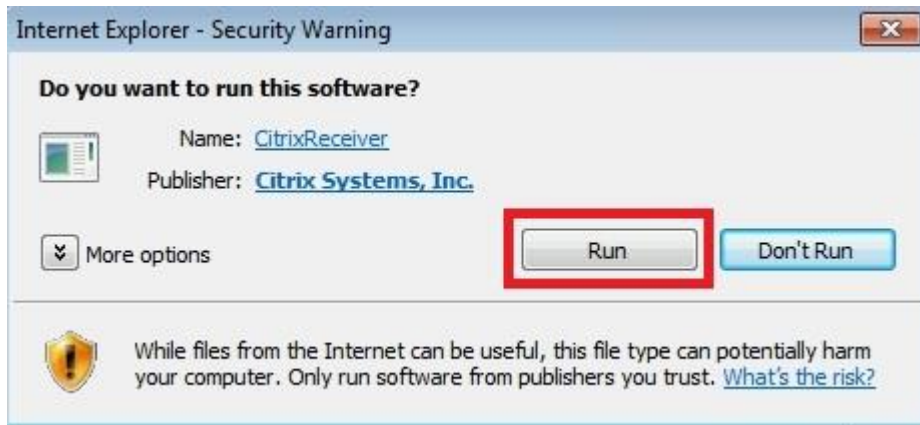 Internet Explorer - Security Warning
Do you want to run this software?
Name: CitrixReceiver
Publisher: Citrix Systems, Inc.
More options
Run
Don't Run
While files from the Internet can be useful, this file type can potentially harm
your computer. Only run software from publishers you trust. What's the risk?